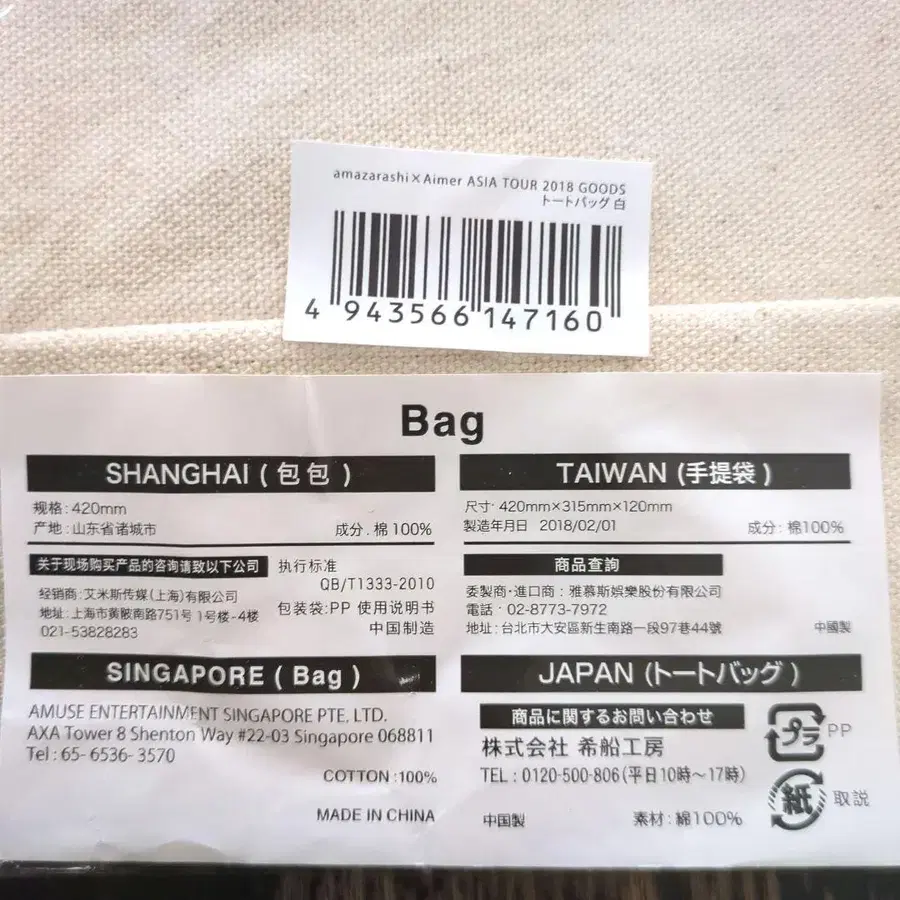 amazarashi×Aimer ASIA TOUR 2018 GOODS
トートバッグ 白
4 943566 147160
Bag
SHANGHAI ( 包包 )
规格: 420mm
产地: 山东省诸城市
成分. 棉 100%
关于现场购买产品的咨询请致以下公司
经销商: 艾米斯传媒(上海)有限公司
地址: 上海市黄陂南路751号 1号楼-4楼
021-53828283
执行标准
QB/T1333-2010
包装袋: PP 使用说明书
中国制造
TAIWAN (手提袋)
尺寸: 420mm×315mm×120mm
製造年月日 2018/02/01
成分: 棉100%
商品查詢
委製商·進口商: 雅慕斯娛樂股份有限公司
電話: 02-8773-7972
地址: 台北市大安區新生南路一段97巷44號
中國製
SINGAPORE ( Bag )
AMUSE ENTERTAINMENT SINGAPORE PTE. LTD.
AXA Tower 8 Shenton Way #22-03 Singapore 068811
Tel : 65- 6536- 3570
COTTON :100%
MADE IN CHINA
JAPAN (トートバッグ)
商品に関するお問い合わせ
株式会社 希船工房
TEL : 0120-500-806(平日10時〜17時)
中国製
素材: 綿100%
プラ PP
紙 取説